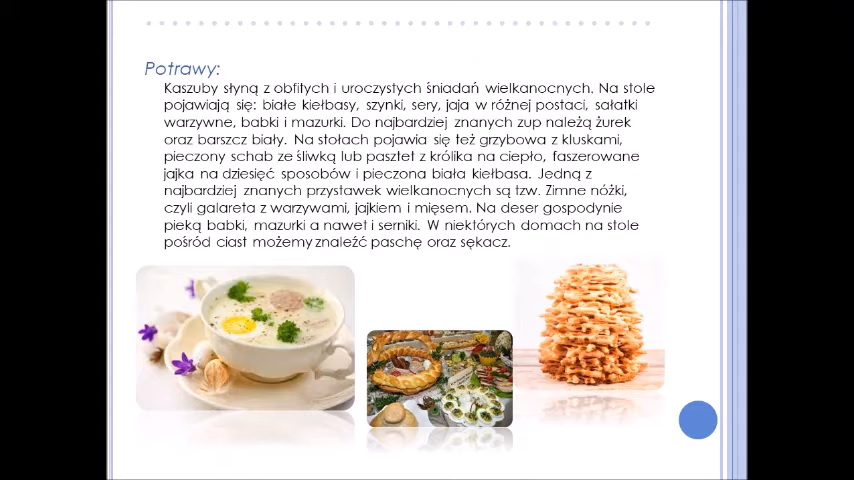 Potrawy:
Kaszuby słyną z obfitych i uroczystych śniadań wielkanocnych. Na stole
pojawiają się: białe kiełbasy, szynki, sery, jaja w różnej postaci, sałatki
warzywne, babki i mazurki. Do najbardziej znanych zup należą żurek
oraz barszcz biały. Na stołach pojawia się też grzybowa z kluskami,
pieczony schab ze śliwką lub pasztet z królika na ciepło, faszerowane
jajka na dziesięć sposobów i pieczona biała kiełbasa. Jedną z
najbardziej znanych przystawek wielkanocnych są tzw. Zimne nóżki,
czyli galareta z warzywami, jajkiem i mięsem. Na deser gospodynie
pieką babki, mazurki a nawet i serniki. W niektórych domach na stole
pośród ciast możemy znaleźć paschę oraz sękacz.